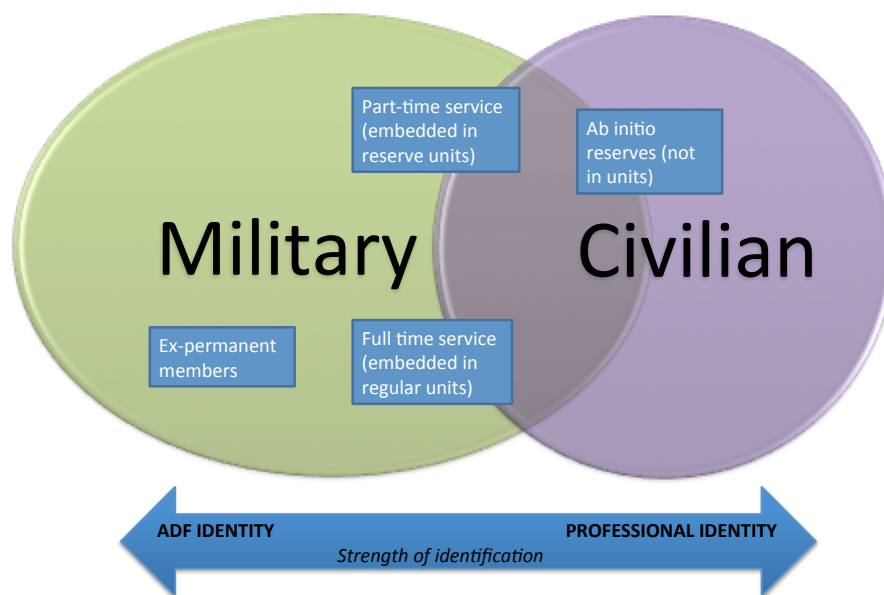 Part-time service
(embedded in
reserve units)
Ab initio
reserves (not
in units)
Military
Civilian
Ex-permanent
members
Full time service
(embedded in
regular units)
ADF IDENTITY
PROFESSIONAL IDENTITY
Strength of identification